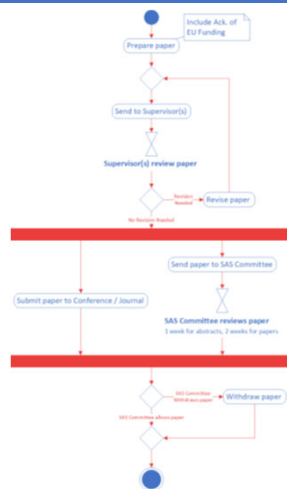 Include Ack. of
EU Funding
Prepare paper
Send to Supervisor(s)
Supervisor(s) review paper
Revision
Needed
Revise paper
No Revision Needed
Send paper to SAS Committee
Submit paper to Conference / Journal
SAS Committee reviews paper
1 week for abstracts, 2 weeks for papers
SAS Committee
Withdraws paper
Withdraw paper
SAS Committee allows paper